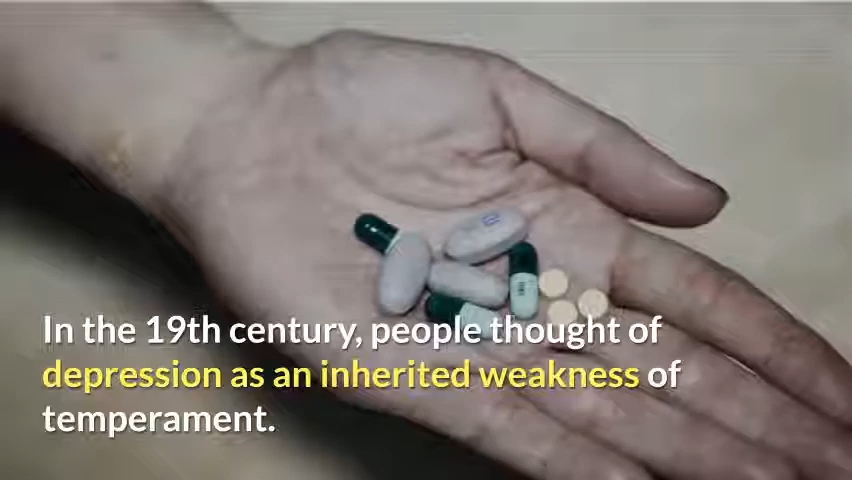 In the 19th century, people thought of
depression as an inherited weakness of
temperament.